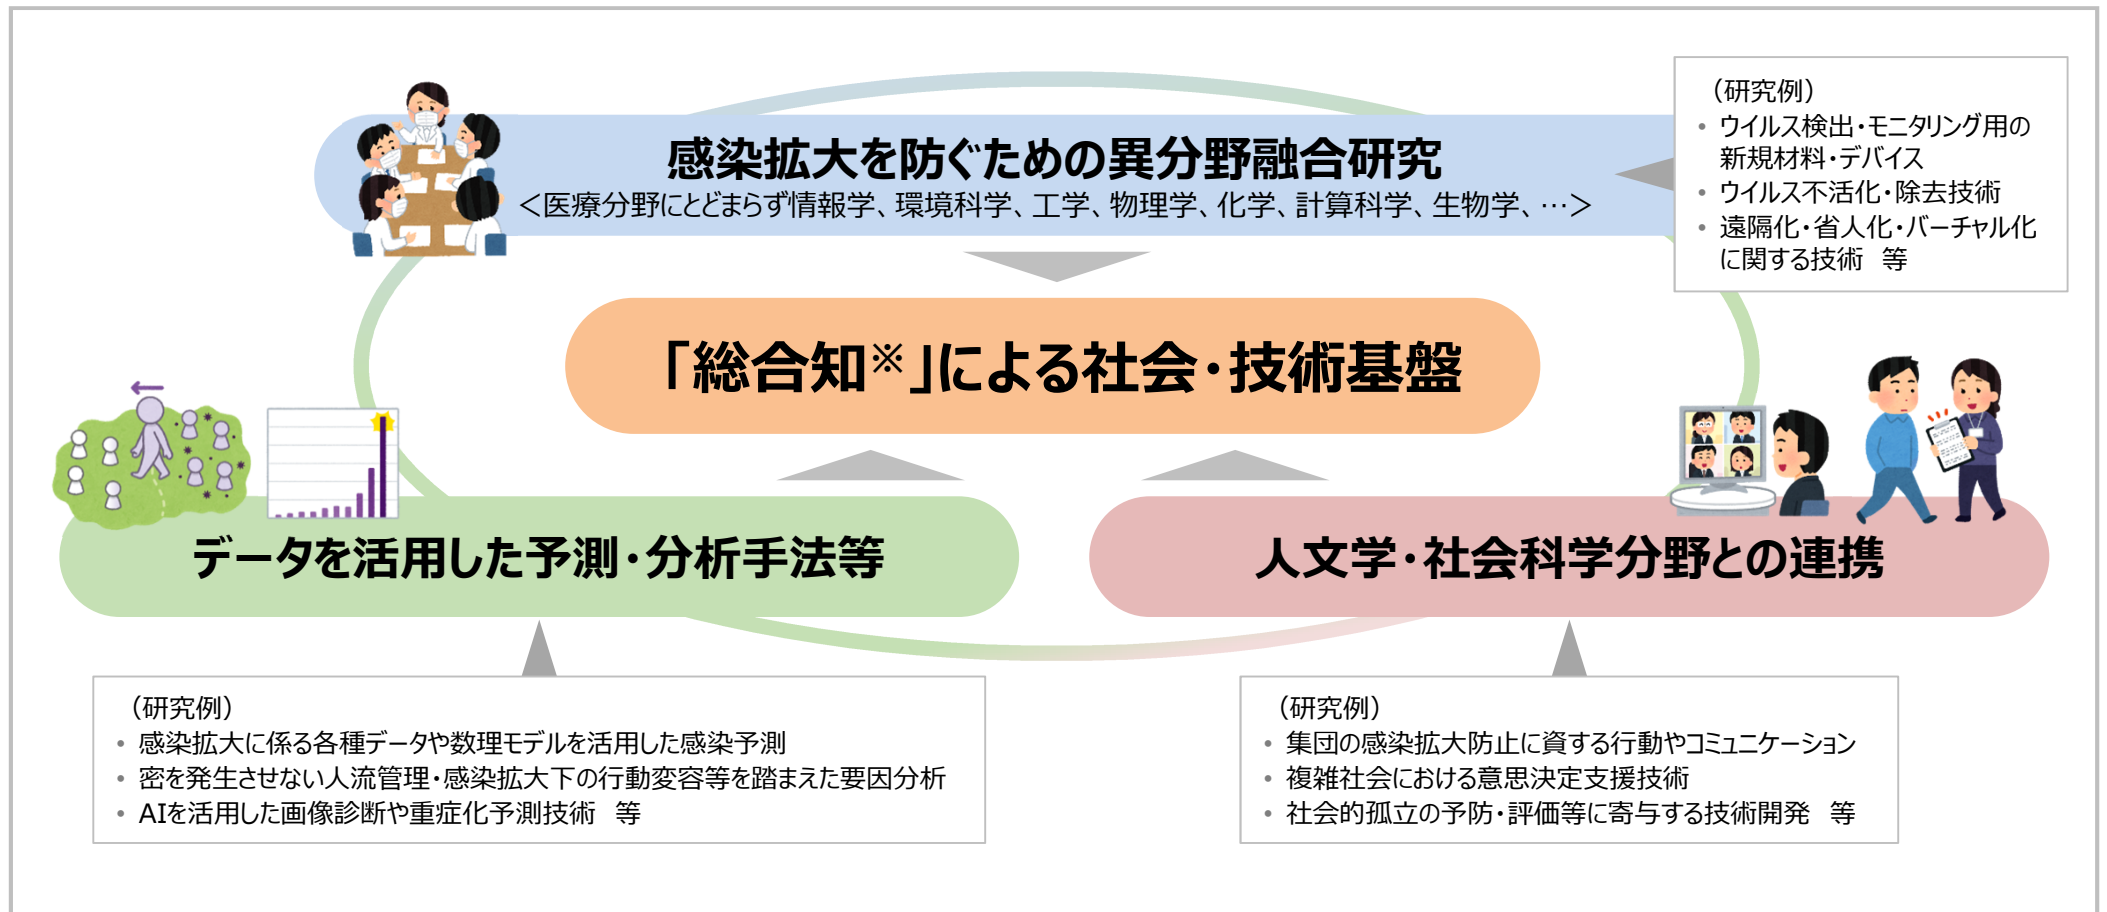 感染拡大を防ぐための異分野融合研究
＜医療分野にとどまらず情報学、環境科学、工学、物理学、化学、計算科学、生物学、…＞
（研究例）
• ウイルス検出・モニタリング用の
新規材料・デバイス
• ウイルス不活化・除去技術
• 遠隔化・省人化・バーチャル化
に関する技術　等
「総合知※」による社会・技術基盤
データを活用した予測・分析手法等
人文学・社会科学分野との連携
（研究例）
• 感染拡大に係る各種データや数理モデルを活用した感染予測
• 密を発生させない人流管理・感染拡大下の行動変容等を踏まえた要因分析
• AIを活用した画像診断や重症化予測技術　等
（研究例）
• 集団の感染拡大防止に資する行動やコミュニケーション
• 複雑社会における意思決定支援技術
• 社会的孤立の予防・評価等に寄与する技術開発　等